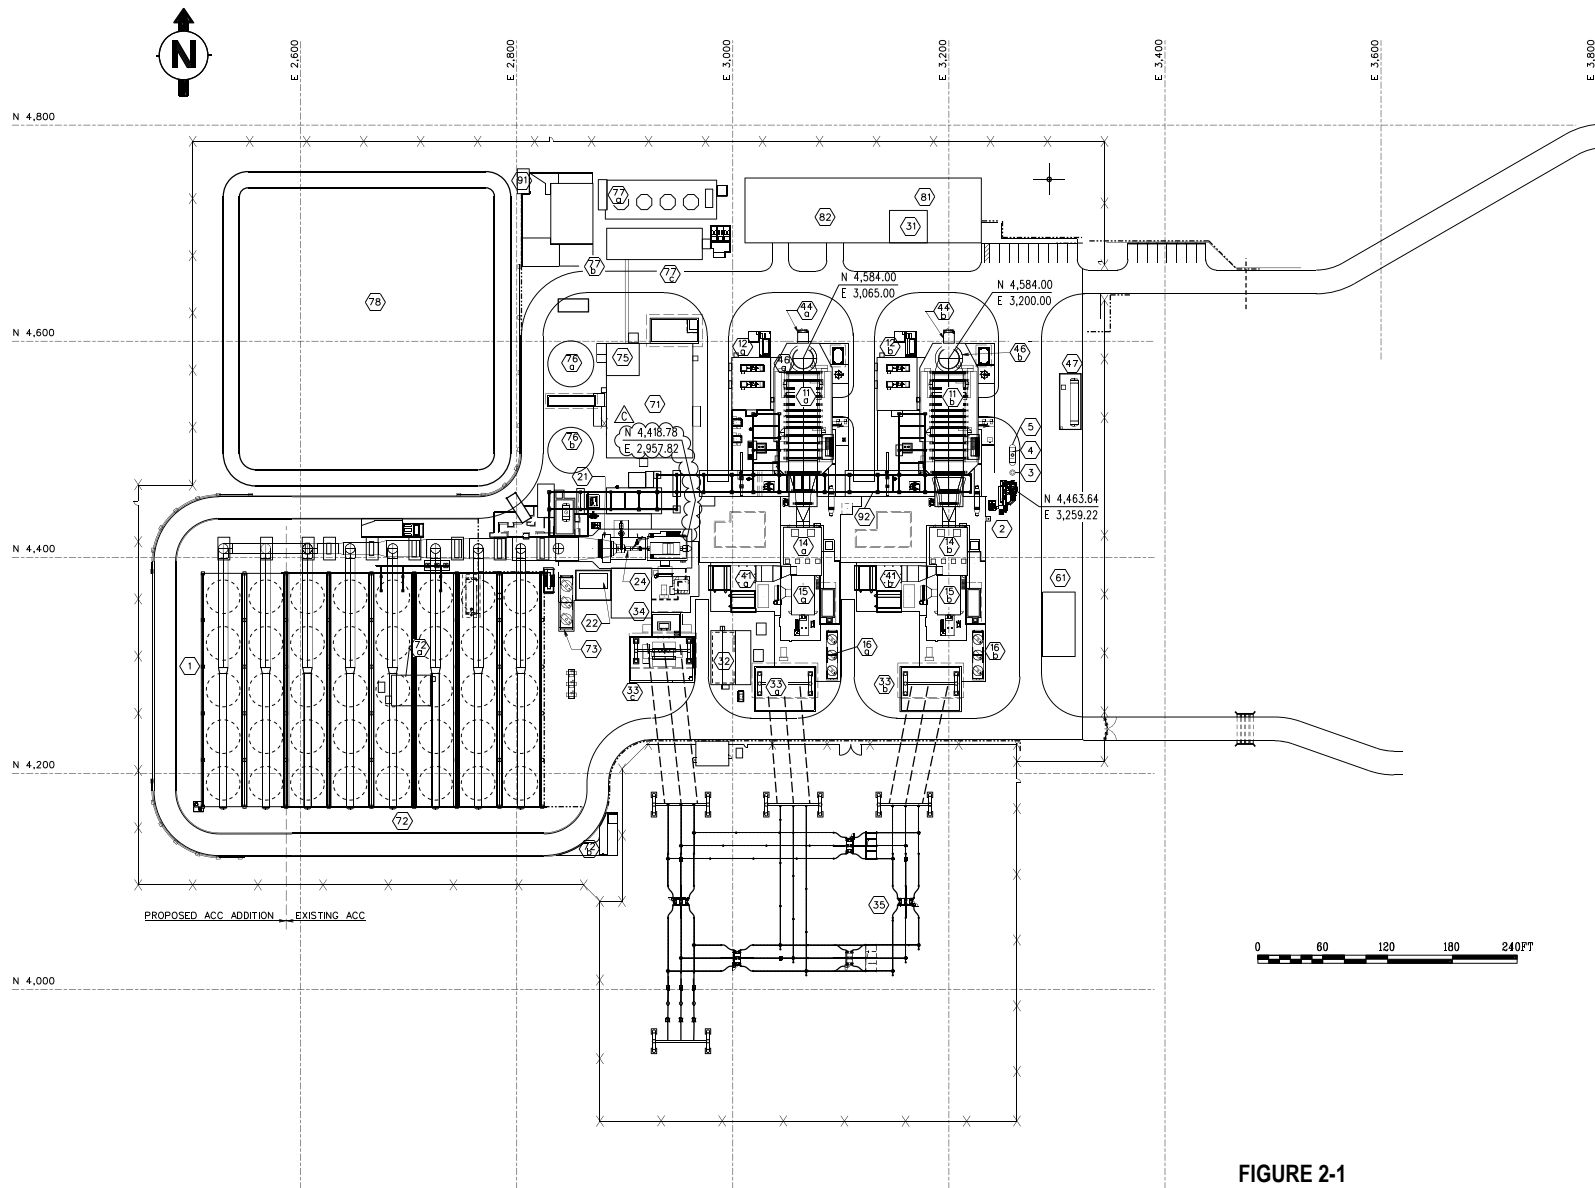 N
E 2,600
E 2,800
E 3,000
E 3,200
E 3,400
E 3,600
E 3,800
N 4,800
91
77 a
82
81
31
77 b
77 c
N 4,584.00
E 3,065.00
N 4,584.00
E 3,200.00
78
44 a
44 b
N 4,600
12 a
12 b
46 a
46 b
76 a
75
47
11 a
11 b
71
C
N 4,418.78
E 2,957.82
76 b
5
4
3
21
N 4,463.64
E 3,259.22
92
2
N 4,400
14 a
14 b
24
41 a
41 b
61
15 a
15 b
22
34
73
16 a
16 b
1
72 a
32
33 c
33 a
33 b
N 4,200
72
72 b
35
PROPOSED ACC ADDITION
EXISTING ACC
0 60 120 180 240FT
N 4,000
FIGURE 2-1